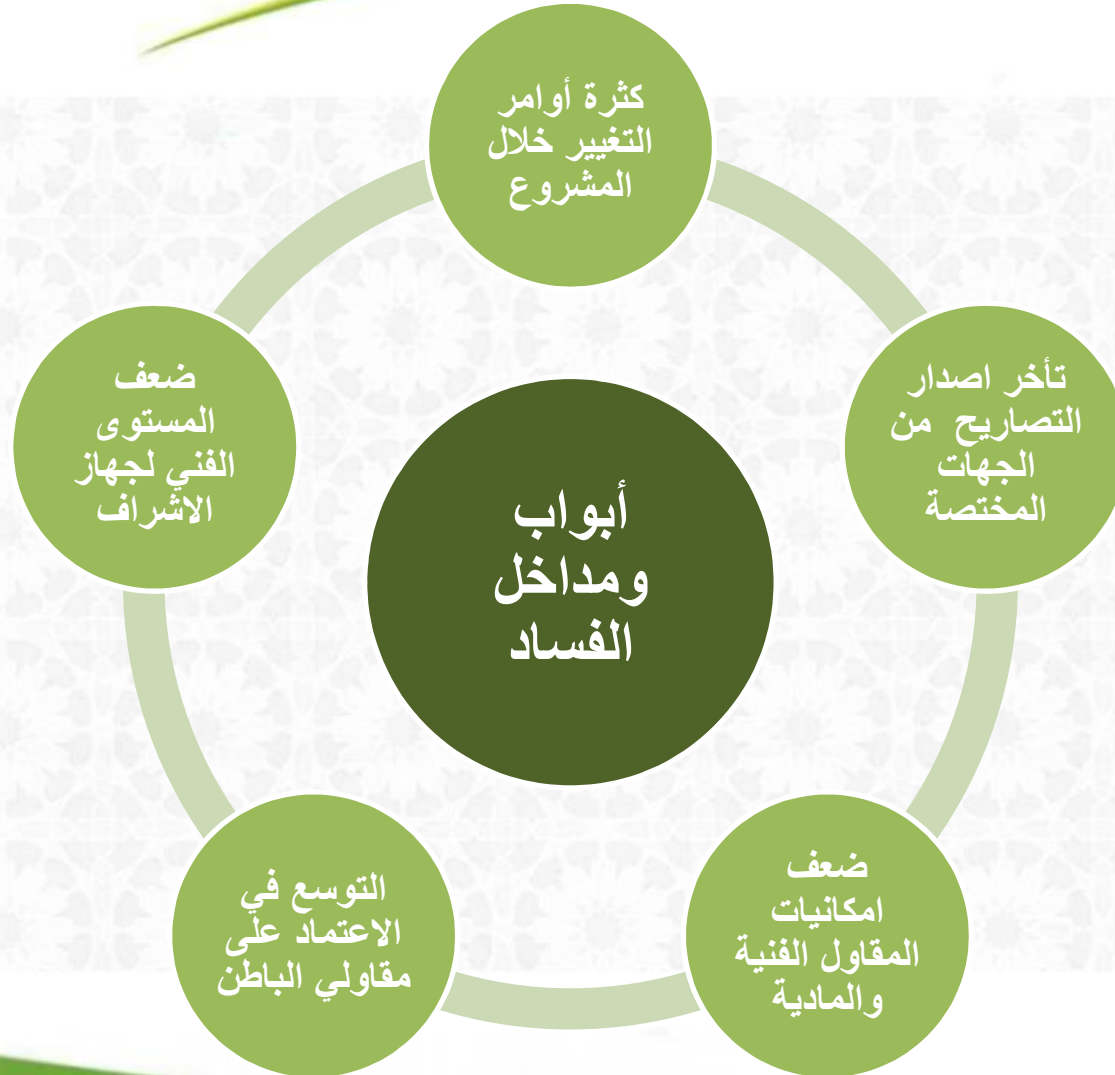 كثرة أوامر
التغيير خلال
المشروع
تأخر اصدار
التصاريح من
الجهات
المختصة
ضعف
امكانيات
المقاول الفنية
والمادية
التوسع في
الاعتماد على
مقاولي الباطن
ضعف
المستوى
الفني لجهاز
الاشراف
أبواب
ومداخل
الفساد